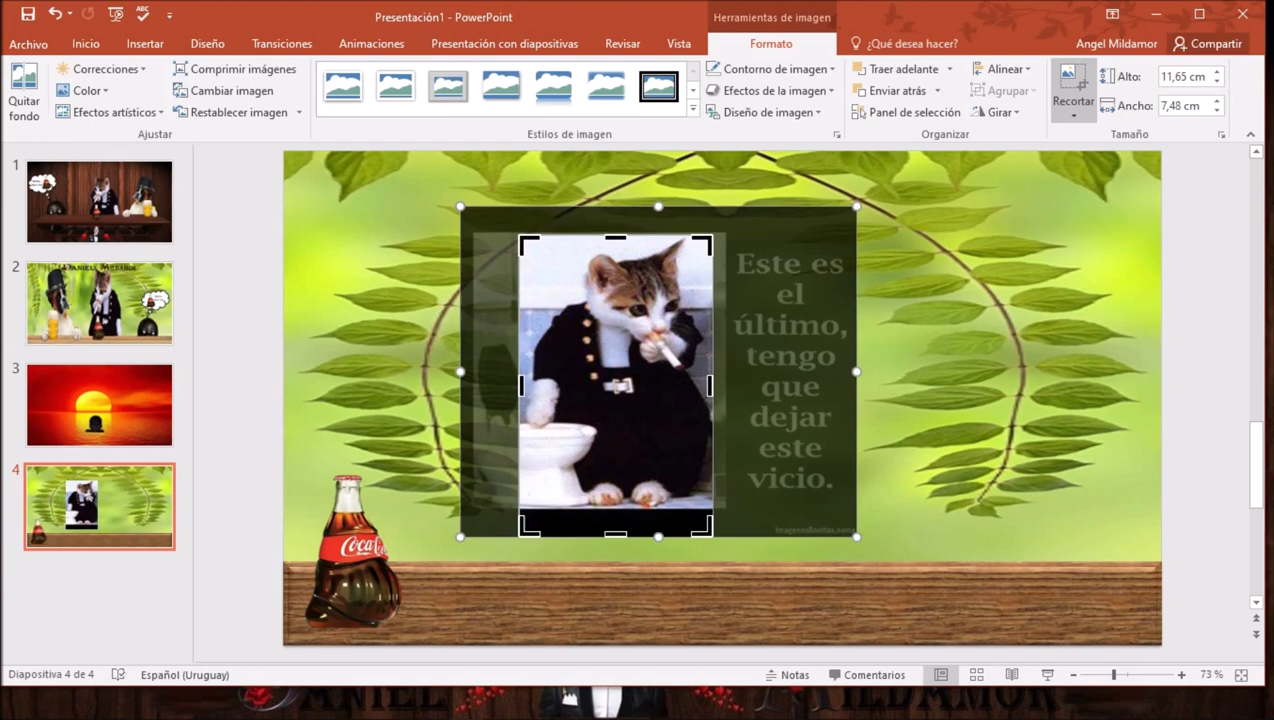 Presentación1 - PowerPoint
Herramientas de imagen
Archivo
Inicio
Insertar
Diseño
Transiciones
Animaciones
Presentación con diapositivas
Revisar
Vista
Formato
¿Qué desea hacer?
Angel Mildamor
Compartir
Quitar
fondo
Correcciones
Color
Efectos artísticos
Comprimir imágenes
Cambiar imagen
Restablecer imagen
Ajustar
Estilos de imagen
Contorno de imagen
Efectos de la imagen
Diseño de imagen
Traer adelante
Enviar atrás
Panel de selección
Alinear
Agrupar
Girar
Organizar
Recortar
Alto: 11,65 cm
Ancho: 7,48 cm
Tamaño
1
2
3
4
Este es
el
último,
tengo
que
dejar
este
vicio.
Coca-Cola
Diapositiva 4 de 4
Español (Uruguay)
Notas
Comentarios
73 %